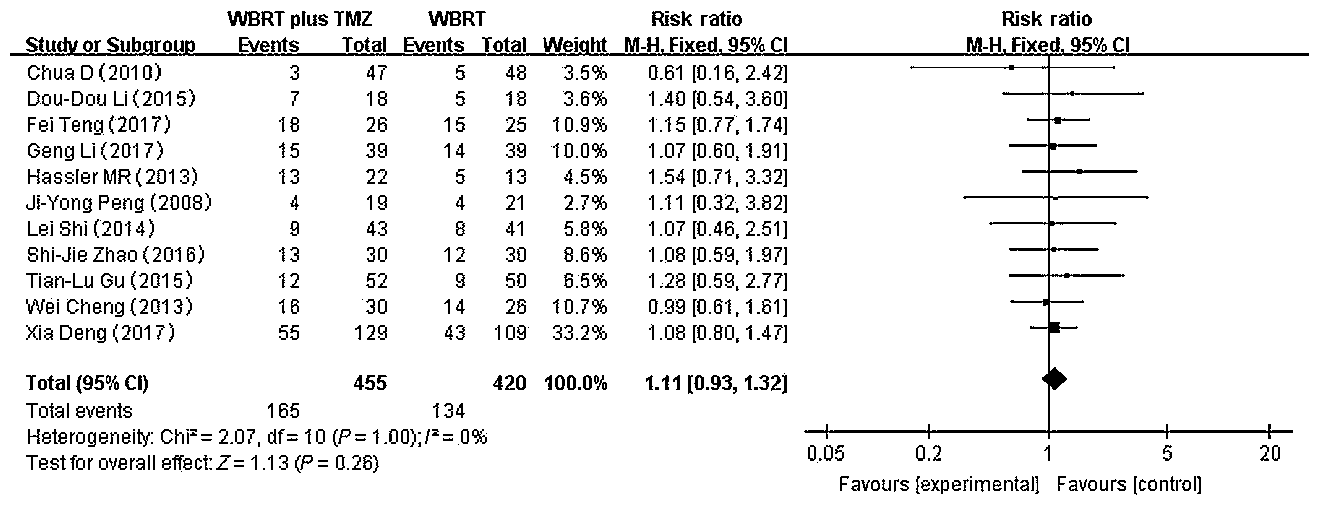 WBRT plus TMZ WBRT Risk ratio Risk ratio
Study or Subgroup Events Total Events Total Weight M-H, Fixed, 95% CI M-H, Fixed, 95% CI
Chua D (2010) 3 47 5 48 3.5% 0.61 [0.16, 2.42]
Dou-Dou Li (2015) 7 18 5 18 3.6% 1.40 [0.54, 3.60]
Fei Teng (2017) 18 26 15 25 10.9% 1.15 [0.77, 1.74]
Geng Li (2017) 15 39 14 39 10.0% 1.07 [0.60, 1.91]
Hassler MR (2013) 13 22 5 13 4.5% 1.54 [0.71, 3.32]
Ji-Yong Peng (2008) 4 19 4 21 2.7% 1.11 [0.32, 3.82]
Lei Shi (2014) 9 43 8 41 5.8% 1.07 [0.46, 2.51]
Shi-Jie Zhao (2016) 13 30 12 30 8.6% 1.08 [0.59, 1.97]
Tian-Lu Gu (2015) 12 52 9 50 6.5% 1.28 [0.59, 2.77]
Wei Cheng (2013) 16 30 14 26 10.7% 0.99 [0.61, 1.61]
Xia Deng (2017) 55 129 43 109 33.2% 1.08 [0.80, 1.47]
Total (95% CI) 455 420 100.0% 1.11 [0.93, 1.32]
Total events 165 134
Heterogeneity: Chi² = 2.07, df = 10 (P = 1.00); I² = 0%
Test for overall effect: Z = 1.13 (P = 0.26)
0.05 0.2 1 5 20
Favours [experimental] Favours [control]